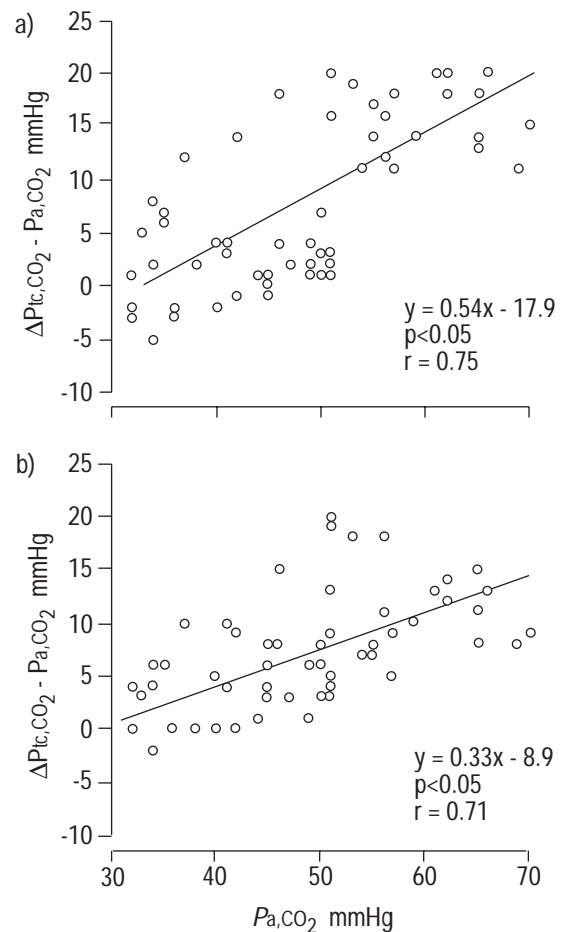 a)
25
20
15
10
5
0
-5
-10
ΔPtc,CO2 - Pa,CO2 mmHg
y = 0.54x - 17.9
p<0.05
r = 0.75
b)
25
20
15
10
5
0
-5
-10
ΔPtc,CO2 - Pa,CO2 mmHg
y = 0.33x - 8.9
p<0.05
r = 0.71
30 40 50 60 70
Pa,CO2 mmHg